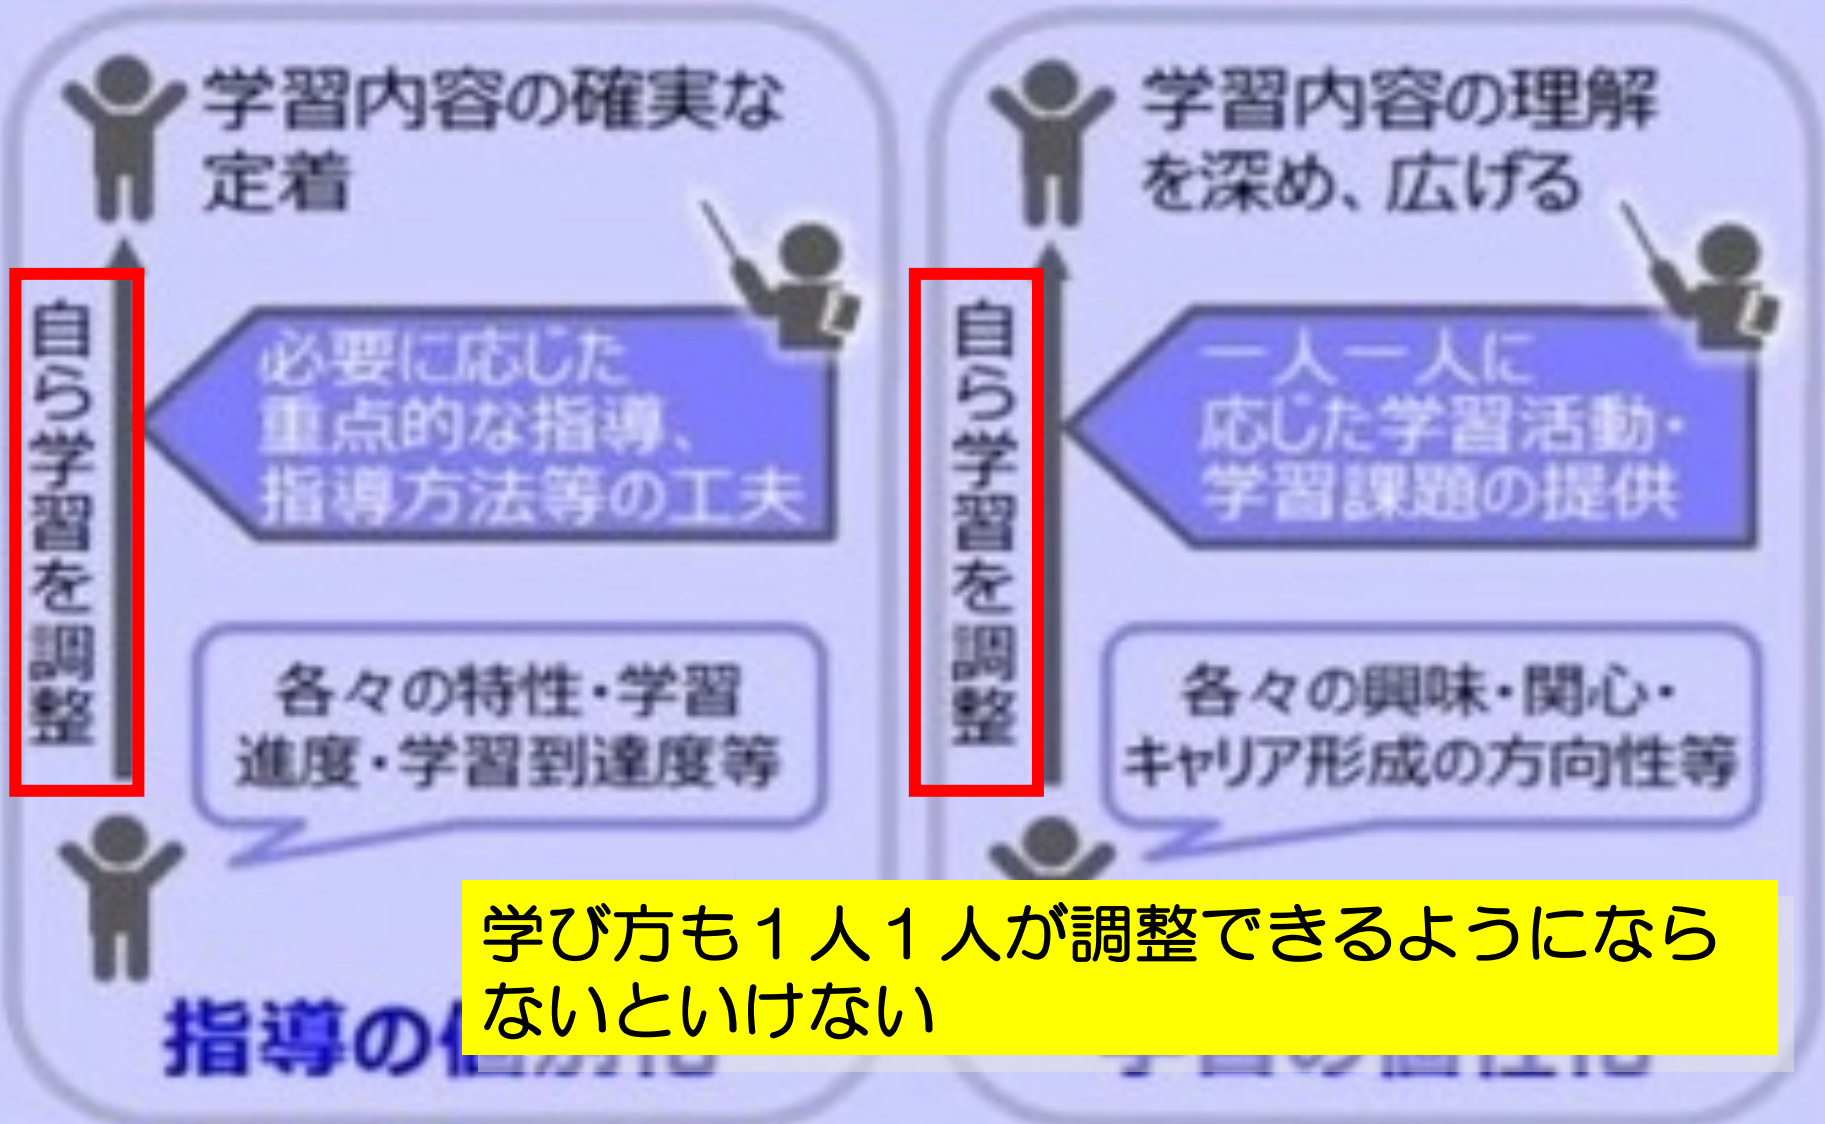 学習内容の確実な
定着
自ら学習を調整
必要に応じた
重点的な指導、
指導方法等の工夫
各々の特性・学習
進度・学習到達度等
指導の
学習内容の理解
を深め、広げる
自ら学習を調整
一人一人に
応じた学習活動・
学習課題の提供
各々の興味・関心・
キャリア形成の方向性等
学び方も１人１人が調整できるようになら
ないといけない